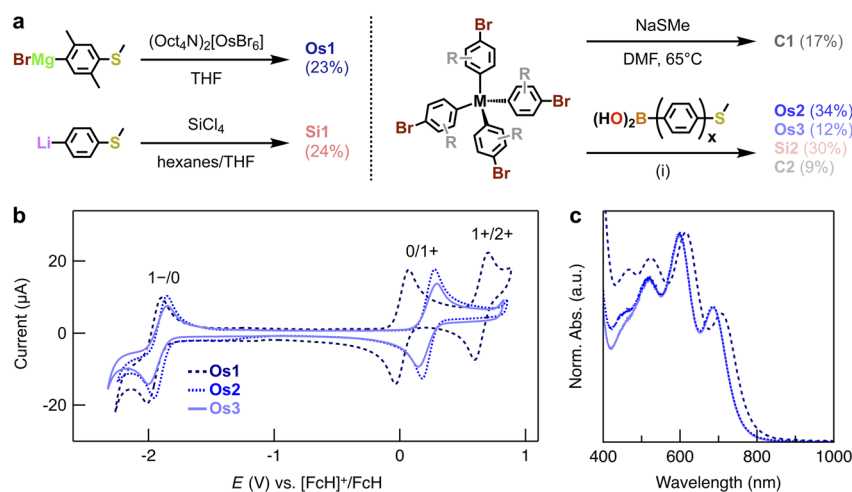 a
BrMg
S
(Oct4N)2[OsBr6]
THF
Os1
(23%)
Li
S
SiCl4
hexanes/THF
Si1
(24%)
Br
R
Br
R
M
R
Br
R
Br
NaSMe
DMF, 65°C
C1 (17%)
(HO)2B
S
x
(i)
Os2 (34%)
Os3 (12%)
Si2 (30%)
C2 (9%)
b
Current (µA)
20
0
-20
1−/0
0/1+
1+/2+
Os1
Os2
Os3
-2
-1
0
1
E (V) vs. [FcH]+/FcH
c
Norm. Abs. (a.u.)
400
600
800
1000
Wavelength (nm)